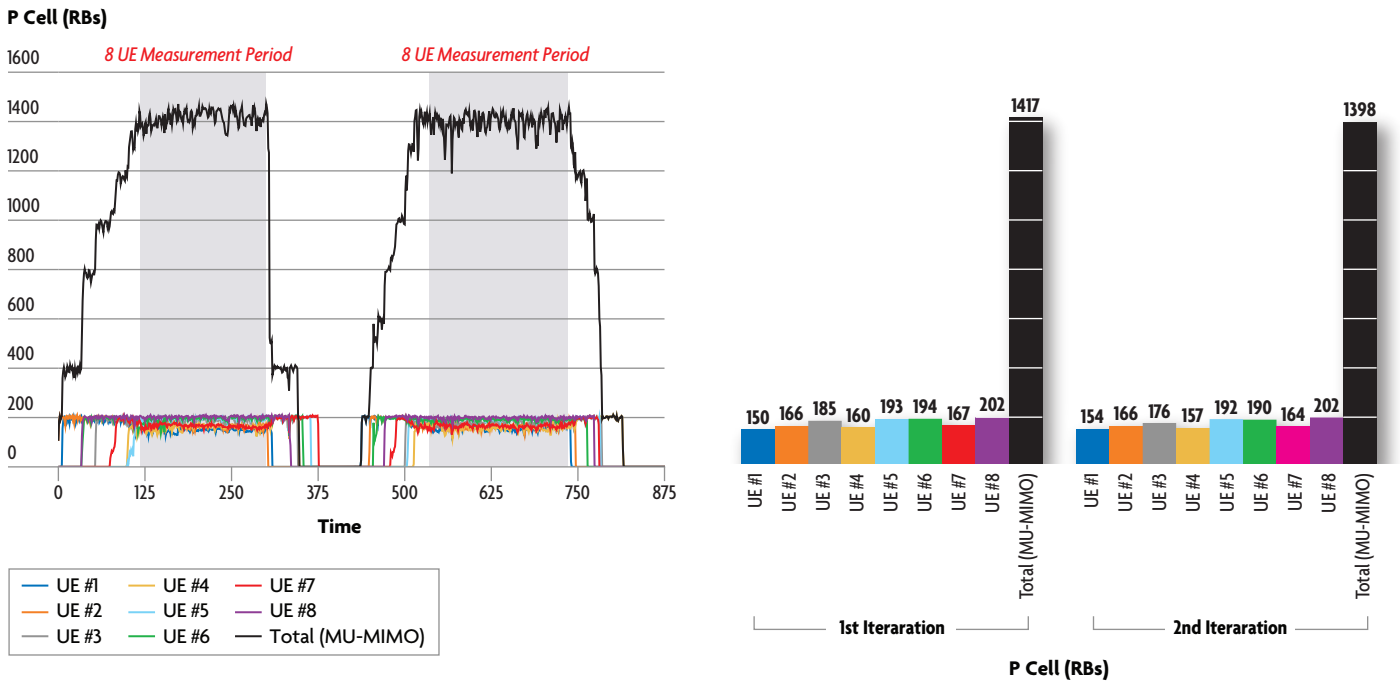 P Cell (RBs)
8 UE Measurement Period
8 UE Measurement Period
1600
1400
1200
1000
800
600
400
200
0
0 125 250 375 500 625 750 875
Time
UE #1 UE #4 UE #7
UE #2 UE #5 UE #8
UE #3 UE #6 Total (MU-MIMO)
1417
1398
150 166 185 160 193 194 167 202
154 166 176 157 192 190 164 202
UE #1 UE #2 UE #3 UE #4 UE #5 UE #6 UE #7 UE #8 Total (MU-MIMO)
UE #1 UE #2 UE #3 UE #4 UE #5 UE #6 UE #7 UE #8 Total (MU-MIMO)
1st Iteraration
2nd Iteraration
P Cell (RBs)